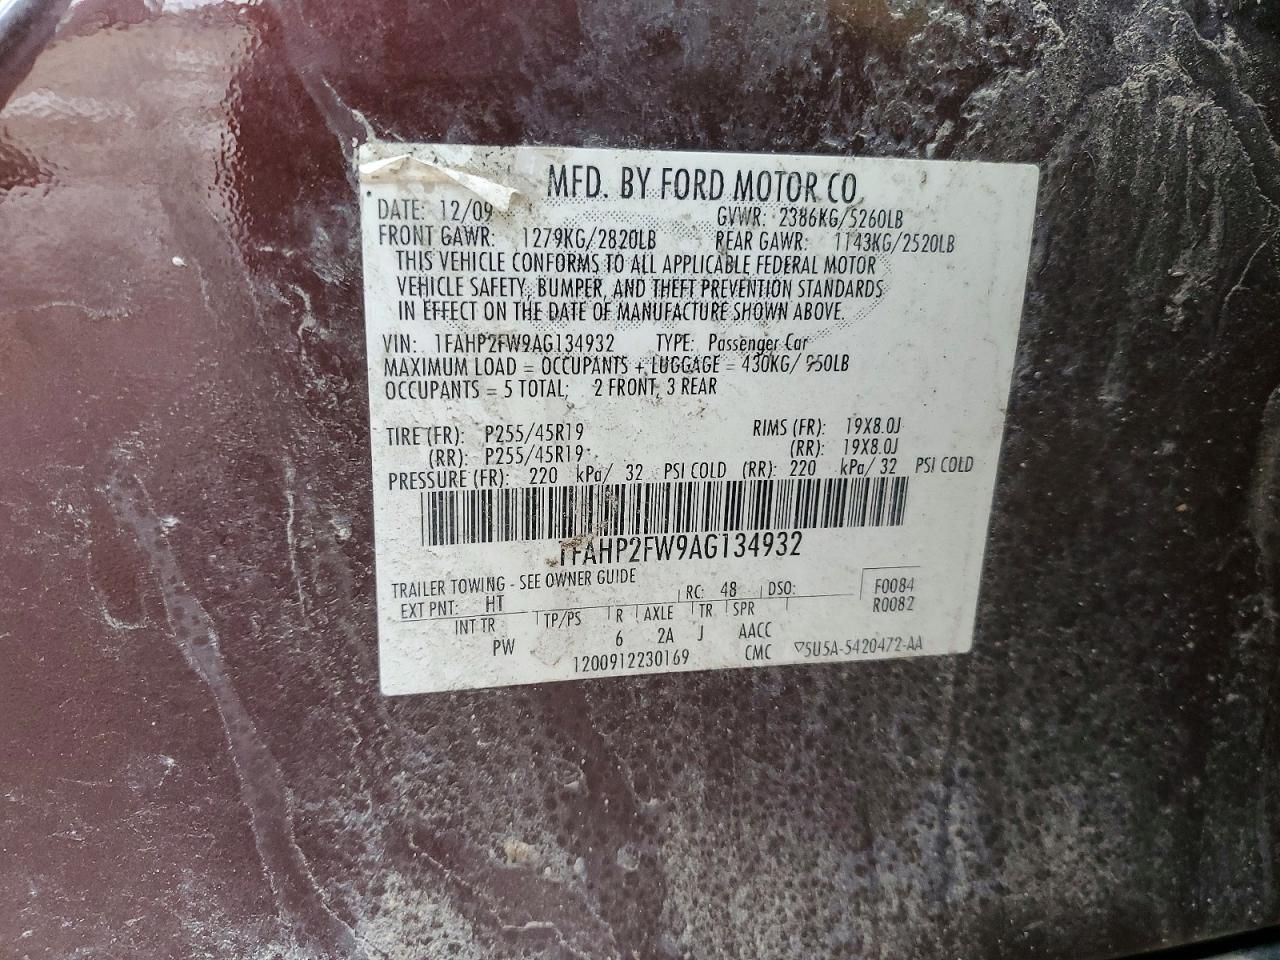 MFD. BY FORD MOTOR CO.
DATE: 12/09 GVWR: 2386KG/5260LB
FRONT GAWR: 1279KG/2820LB REAR GAWR: 1143KG/2520LB
THIS VEHICLE CONFORMS TO ALL APPLICABLE FEDERAL MOTOR
VEHICLE SAFETY, BUMPER, AND THEFT PREVENTION STANDARDS
IN EFFECT ON THE DATE OF MANUFACTURE SHOWN ABOVE.
VIN: 1FAHP2FW9AG134932 TYPE: Passenger Car
MAXIMUM LOAD = OCCUPANTS + LUGGAGE = 430KG/ 950LB
OCCUPANTS = 5 TOTAL; 2 FRONT, 3 REAR
TIRE (FR): P255/45R19 RIMS (FR): 19X8.0J
(RR): P255/45R19 (RR): 19X8.0J
PRESSURE (FR): 220 kPa/ 32 PSI COLD (RR): 220 kPa/ 32 PSI COLD
1FAHP2FW9AG134932
TRAILER TOWING - SEE OWNER GUIDE
EXT PNT: HT RC: 48 DSO: F0084
INT TR TP/PS R AXLE TR SPR R0082
PW 6 2A J AACC
1200912230169 CMC ▽5U5A-5420472-AA